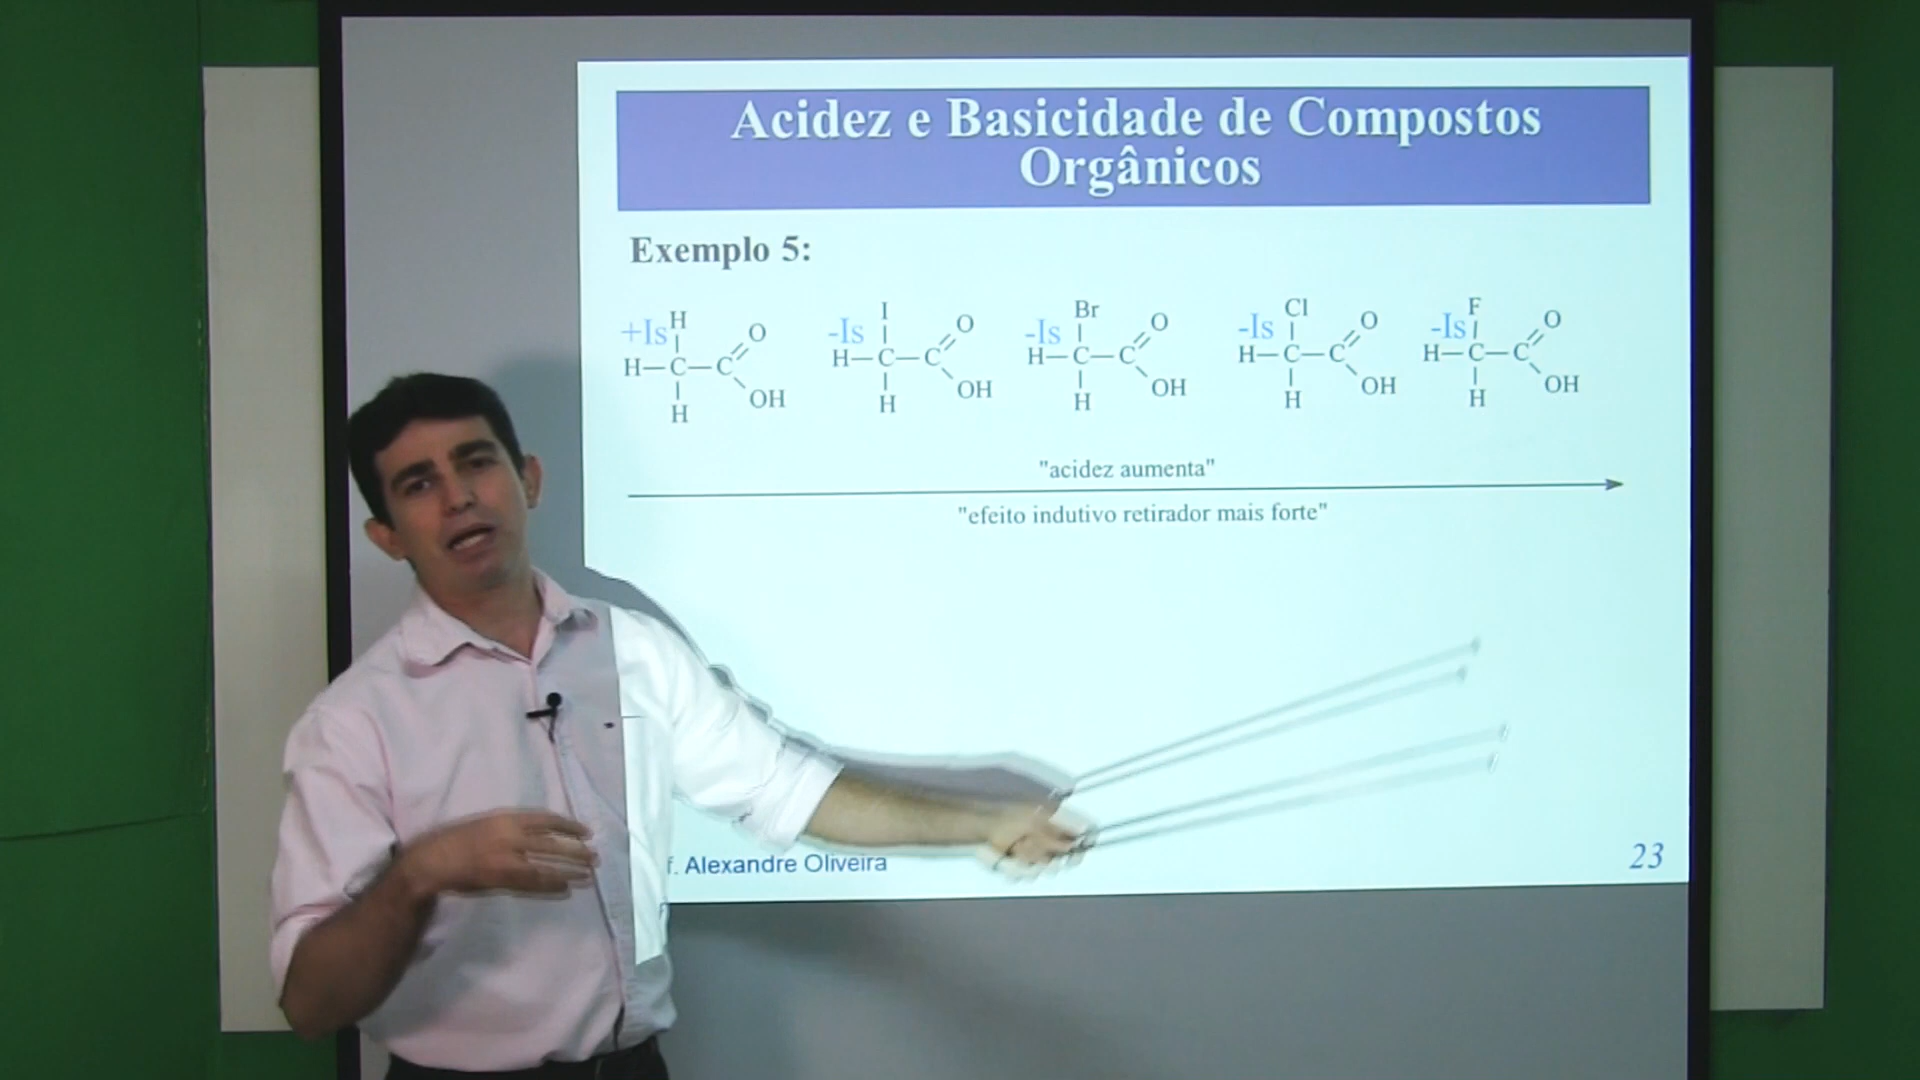 Acidez e Basicidade de Compostos
Orgânicos
Exemplo 5:
+Is H O H—C—C OH H
-Is I O H—C—C OH H
-Is Br O H—C—C OH H
-Is Cl O H—C—C OH H
-Is F O H—C—C OH H
"acidez aumenta"
"efeito indutivo retirador mais forte"
f. Alexandre Oliveira
23